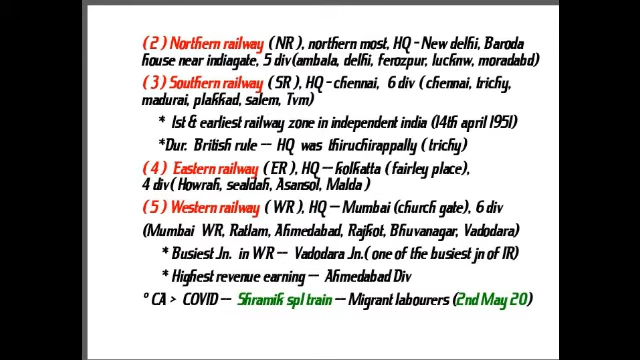 (2) Northern railway (NR), northern most, HQ-New delhi, Baroda
house near indiagate, 5 div(ambala, delhi, ferozpur, lucknw, moradabd)
(3) Southern railway (SR), HQ-chennai, 6 div (chennai, trichy,
madurai, plakkad, salem, Tvm)
* 1st & earliest railway zone in independent india (14th april 1951)
*Dur. British rule -- HQ was thiruchirappally (trichy)
(4) Eastern railway (ER), HQ -- kolkatta (fairley place),
4 div(Howrah, sealdah, Asansol, Malda)
(5) Western railway (WR), HQ -- Mumbai (church gate), 6 div
(Mumbai WR, Ratlam, Ahmedabad, Rajkot, Bhuvanagar, Vadodara)
* Busiest Jn. in WR -- Vadodara Jn.(one of the busiest jn of IR)
* Highest revenue earning -- Ahmedabad Div
° CA > COVID -- Shramik spl train -- Migrant labourers (2nd May 20)